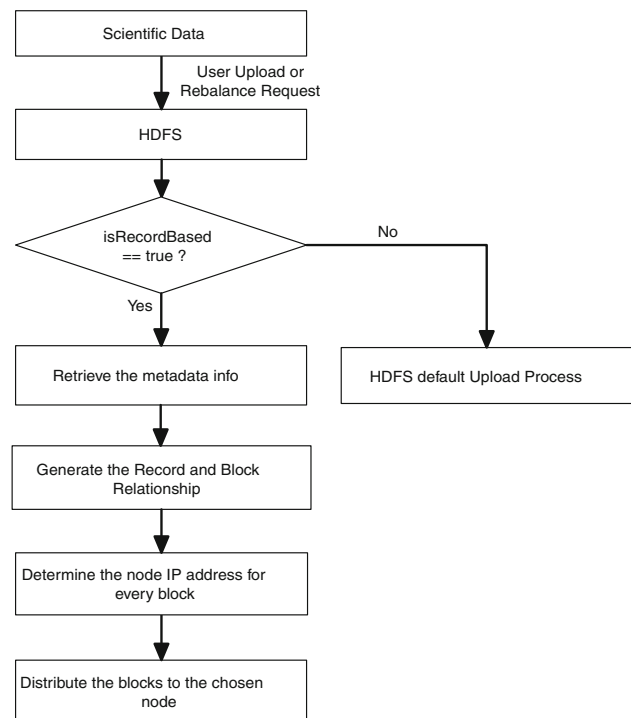 Scientific Data
User Upload or
Rebalance Request
HDFS
isRecordBased
== true ?
No
Yes
Retrieve the metadata info
HDFS default Upload Process
Generate the Record and Block
Relationship
Determine the node IP address for
every block
Distribute the blocks to the chosen
node